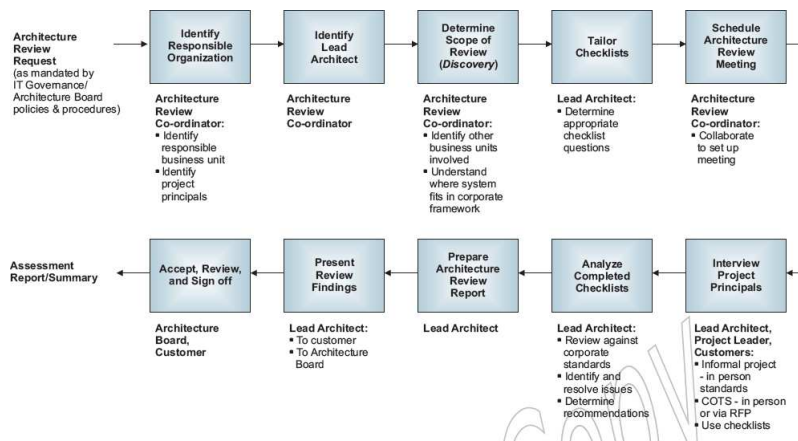 Architecture
Review
Request
(as mandated by
IT Governance/
Architecture Board
policies & procedures)
Identify
Responsible
Organization
Identify
Lead
Architect
Determine
Scope of
Review
(Discovery)
Tailor
Checklists
Schedule
Architecture
Review
Meeting
Architecture
Review
Co-ordinator:
▪ Identify
responsible
business unit
▪ Identify
project
principals
Architecture
Review
Co-ordinator
Architecture
Review
Co-ordinator:
▪ Identify other
business units
involved
▪ Understand
where system
fits in corporate
framework
Lead Architect:
▪ Determine
appropriate
checklist
questions
Architecture
Review
Co-ordinator:
▪ Collaborate
to set up
meeting
Assessment
Report/Summary
Accept, Review,
and Sign off
Present
Review
Findings
Prepare
Architecture
Review
Report
Analyze
Completed
Checklists
Interview
Project
Principals
Architecture
Board,
Customer
Lead Architect:
▪ To customer
▪ To Architecture
Board
Lead Architect
Lead Architect:
▪ Review against
corporate
standards
▪ Identify and
resolve issues
▪ Determine
recommendations
Lead Architect,
Project Leader,
Customers:
▪ Informal project
- in person
standards
▪ COTS - in person
or via RFP
▪ Use checklists
Copy